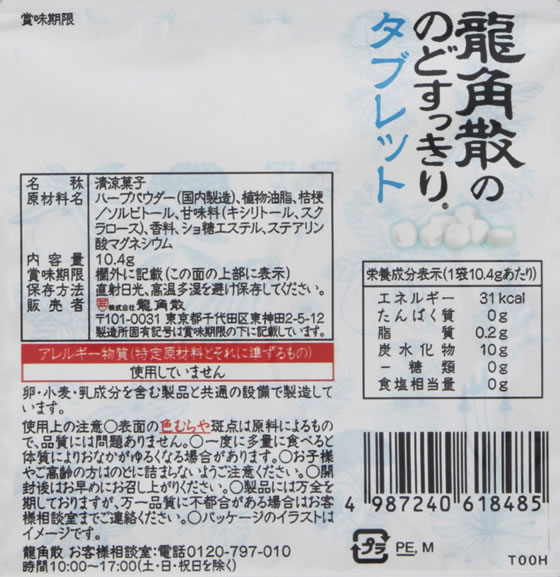 賞味期限
龍角散の
のどすっきり。
タブレット
名称 清涼菓子
原材料名 ハーブパウダー(国内製造)、植物油脂、桔梗
／ソルビトール、甘味料(キシリトール、スク
ラロース)、香料、ショ糖エステル、ステアリン
酸マグネシウム
内容量 10.4g
賞味期限 欄外に記載(この面の上部に表示)
保存方法 直射日光、高温多湿を避け保存してください。
販売者 株式会社 龍角散
〒101-0031 東京都千代田区東神田2-5-12
製造所固有記号は賞味期限の下に記載しています。
アレルギー物質(特定原材料とそれに準ずるもの)
使用していません
卵・小麦・乳成分を含む製品と共通の設備で製造して
います。
使用上の注意○表面の色むらや斑点は原料によるもの
で、品質には問題ありません。○一度に多量に食べると
体質によりおなかがゆるくなる場合があります。○お子様
やご高齢の方はのどに詰まらないようご注意ください。○開
封後はお早めにお召し上がりください。○製品には万全を
期しておりますが、万一品質に不都合がある場合はお客
様相談室までご連絡ください。○パッケージのイラストは
イメージです。
龍角散 お客様相談室:電話0120-797-010
時間10:00〜17:00(土・日・祝日を除く)
栄養成分表示(1袋10.4gあたり)
エネルギー 31kcal
たんぱく質 0g
脂質 0.2g
炭水化物 10g
－糖類 0g
食塩相当量 0g
4 987240 618485
プラ PE, M
T00H